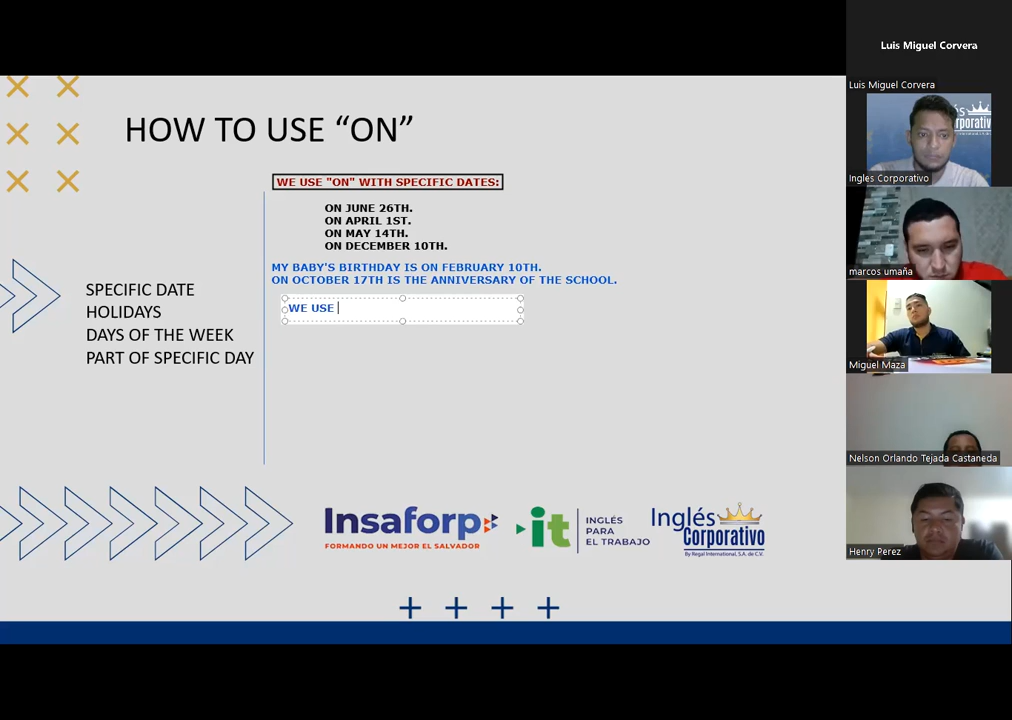 HOW TO USE “ON”
WE USE "ON" WITH SPECIFIC DATES:
ON JUNE 26TH.
ON APRIL 1ST.
ON MAY 14TH.
ON DECEMBER 10TH.
MY BABY'S BIRTHDAY IS ON FEBRUARY 10TH.
ON OCTOBER 17TH IS THE ANNIVERSARY OF THE SCHOOL.
WE USE
SPECIFIC DATE
HOLIDAYS
DAYS OF THE WEEK
PART OF SPECIFIC DAY
Insaforp
FORMANDO UN MEJOR EL SALVADOR
it
INGLÉS
PARA
EL TRABAJO
Inglés
Corporativo
By Regal International, S.A. de C.V.
Luis Miguel Corvera
Luis Miguel Corvera
Ingles Corporativo
marcos umaña
Miguel Maza
Nelson Orlando Tejada Castaneda
Henry Perez